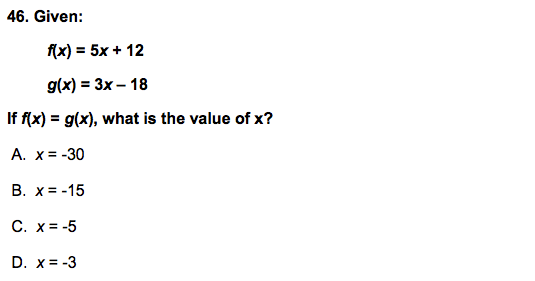 46. Given:
f(x) = 5x + 12
g(x) = 3x – 18
If f(x) = g(x), what is the value of x?
A. x = -30
B. x = -15
C. x = -5
D. x = -3